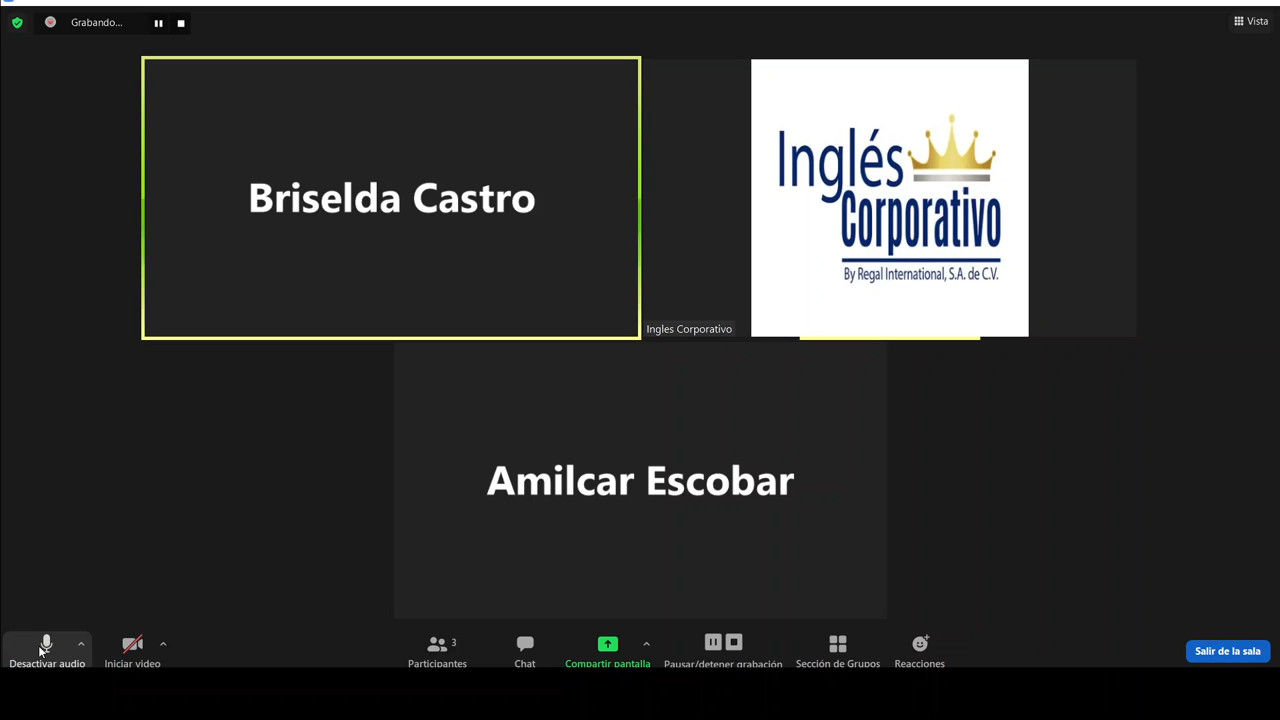 Grabando...
Vista
Briselda Castro
Inglés
Corporativo
By Regal International, S.A. de C.V.
Ingles Corporativo
Amilcar Escobar
3
Desactivar audio
Iniciar video
Participantes
Chat
Compartir pantalla
Pausar/detener grabación
Sección de Grupos
Reacciones
Salir de la sala